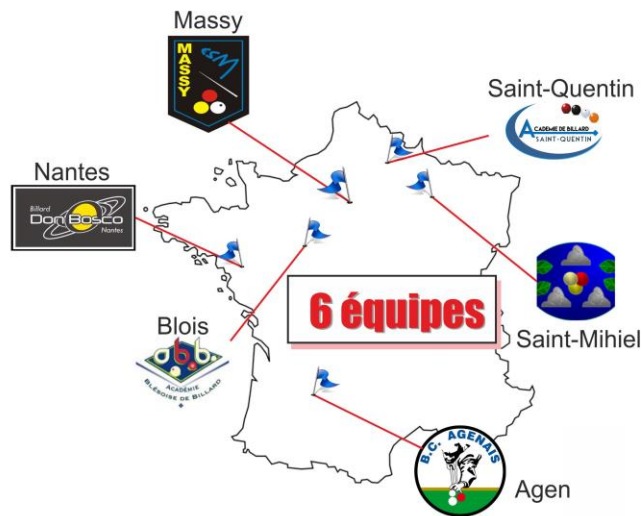 Massy
MASSY
esM
Saint-Quentin
ACADÉMIE DE BILLARD
SAINT-QUENTIN
Nantes
Billard
DON BOSCO
Nantes
6 équipes
Saint-Mihiel
Blois
a.b.b.
ACADÉMIE
BLÉSOISE DE BILLARD
B.C. AGENAIS
Agen